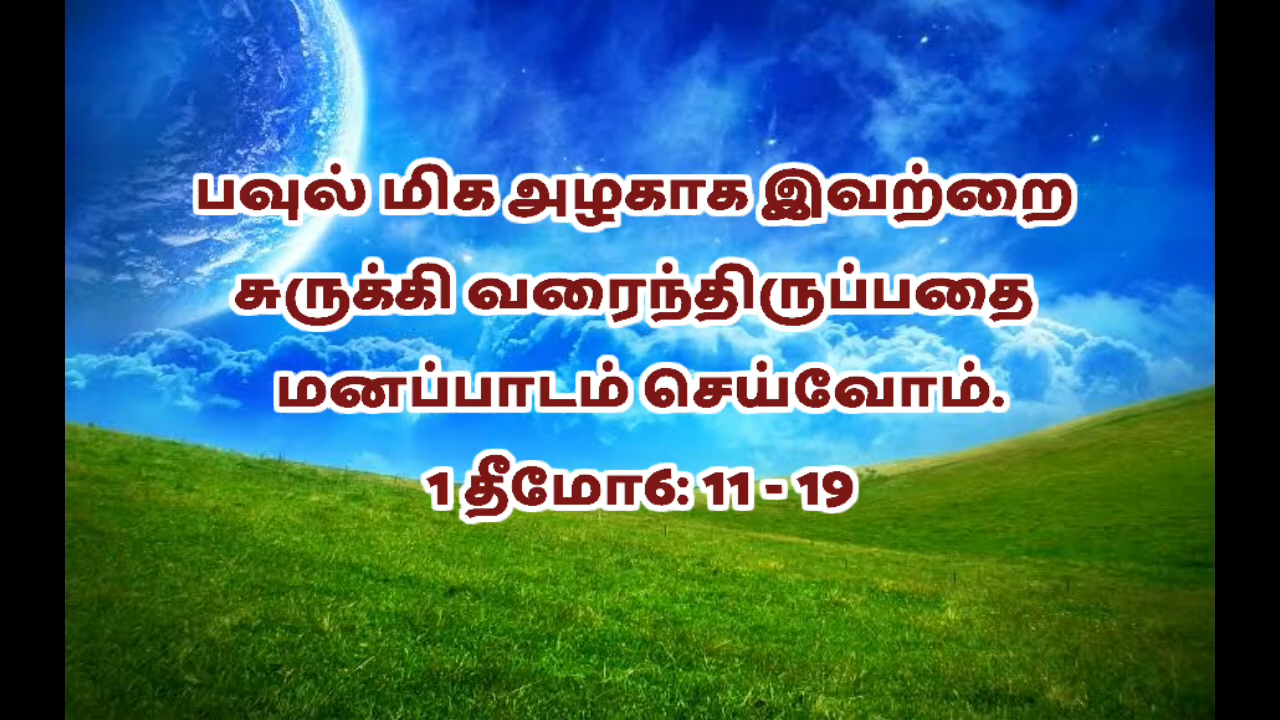 பவுல் மிக அழகாக இவற்றை
சுருக்கி வரைந்திருப்பதை
மனப்பாடம் செய்வோம்.
1 தீமோ6: 11 - 19